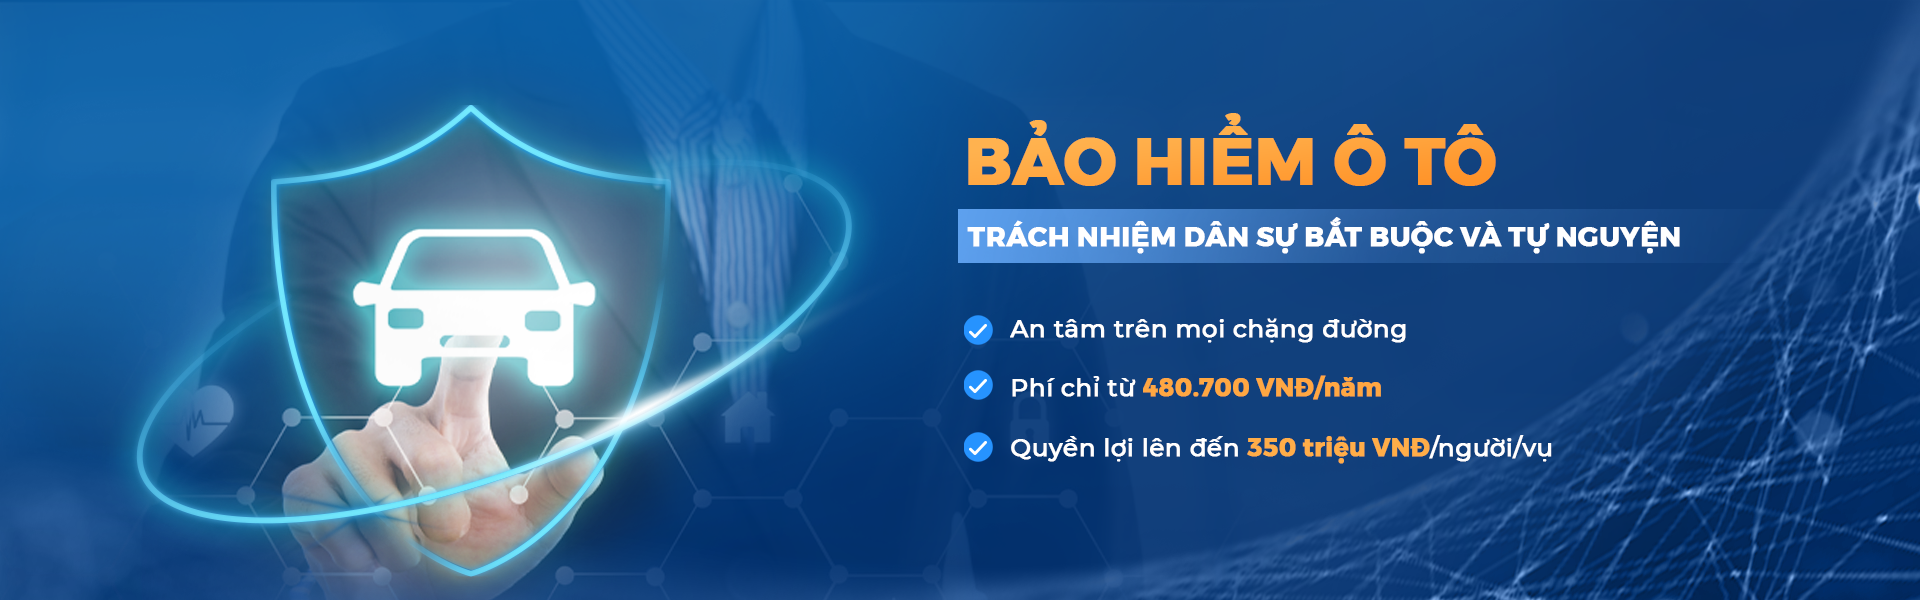 BẢO HIỂM Ô TÔ
TRÁCH NHIỆM DÂN SỰ BẮT BUỘC VÀ TỰ NGUYỆN
An tâm trên mọi chặng đường
Phí chỉ từ 480.700 VNĐ/năm
Quyền lợi lên đến 350 triệu VNĐ/người/vụ